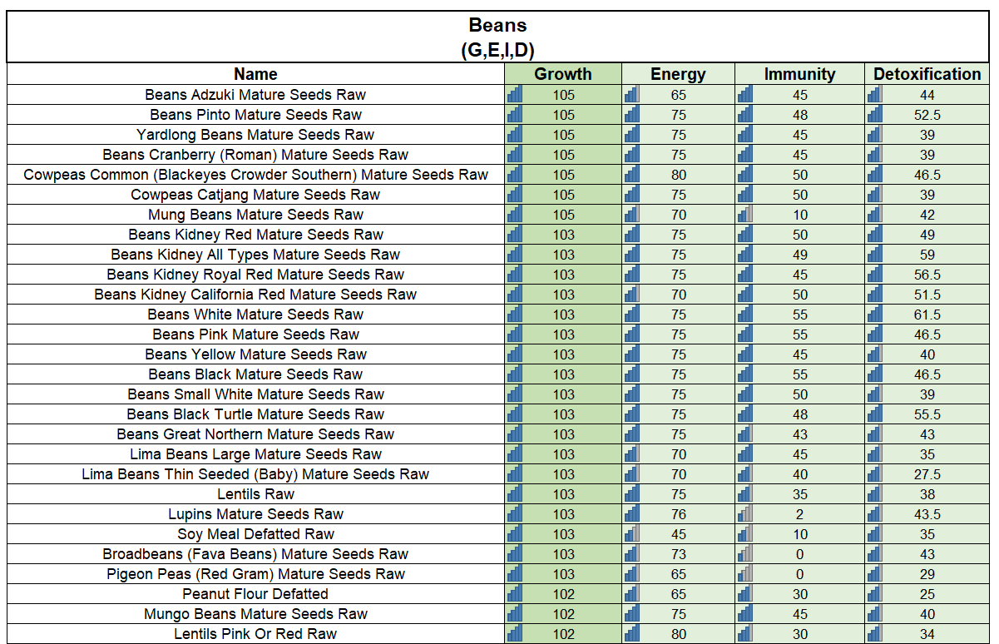 Beans
(G,E,I,D)
Name Growth Energy Immunity Detoxification
Beans Adzuki Mature Seeds Raw 105 65 45 44
Beans Pinto Mature Seeds Raw 105 75 48 52.5
Yardlong Beans Mature Seeds Raw 105 75 45 39
Beans Cranberry (Roman) Mature Seeds Raw 105 75 45 39
Cowpeas Common (Blackeyes Crowder Southern) Mature Seeds Raw 105 80 50 46.5
Cowpeas Catjang Mature Seeds Raw 105 75 50 39
Mung Beans Mature Seeds Raw 105 70 10 42
Beans Kidney Red Mature Seeds Raw 103 75 50 49
Beans Kidney All Types Mature Seeds Raw 103 75 49 59
Beans Kidney Royal Red Mature Seeds Raw 103 75 45 56.5
Beans Kidney California Red Mature Seeds Raw 103 70 50 51.5
Beans White Mature Seeds Raw 103 75 55 61.5
Beans Pink Mature Seeds Raw 103 75 55 46.5
Beans Yellow Mature Seeds Raw 103 75 45 40
Beans Black Mature Seeds Raw 103 75 55 46.5
Beans Small White Mature Seeds Raw 103 75 50 39
Beans Black Turtle Mature Seeds Raw 103 75 48 55.5
Beans Great Northern Mature Seeds Raw 103 75 43 43
Lima Beans Large Mature Seeds Raw 103 70 45 35
Lima Beans Thin Seeded (Baby) Mature Seeds Raw 103 70 40 27.5
Lentils Raw 103 75 35 38
Lupins Mature Seeds Raw 103 76 2 43.5
Soy Meal Defatted Raw 103 45 10 35
Broadbeans (Fava Beans) Mature Seeds Raw 103 73 0 43
Pigeon Peas (Red Gram) Mature Seeds Raw 103 65 0 29
Peanut Flour Defatted 102 65 30 25
Mungo Beans Mature Seeds Raw 102 75 45 40
Lentils Pink Or Red Raw 102 80 30 34